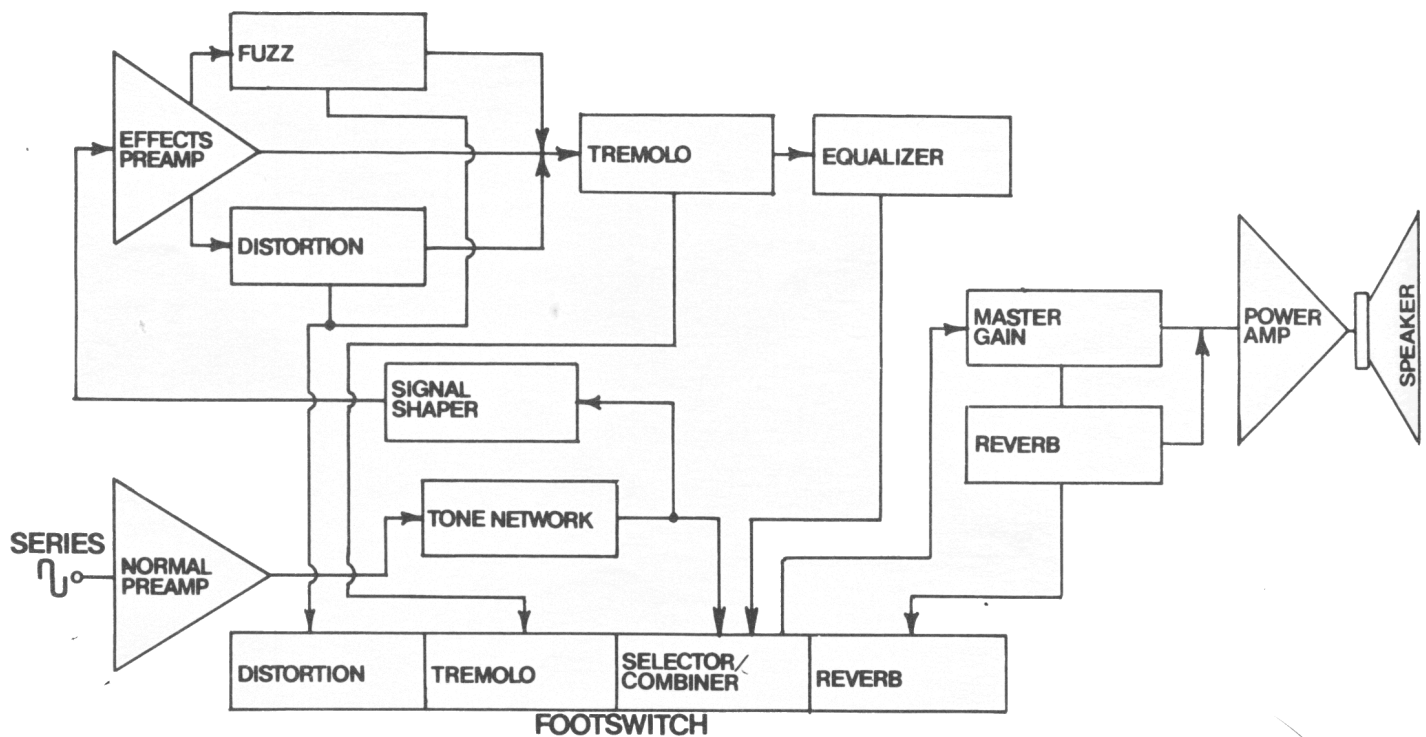 FUZZ
EFFECTS
PREAMP
TREMOLO
EQUALIZER
DISTORTION
MASTER
GAIN
POWER
AMP
SPEAKER
SIGNAL
SHAPER
REVERB
TONE NETWORK
SERIES
NORMAL
PREAMP
DISTORTION
TREMOLO
SELECTOR/
COMBINER
REVERB
FOOTSWITCH